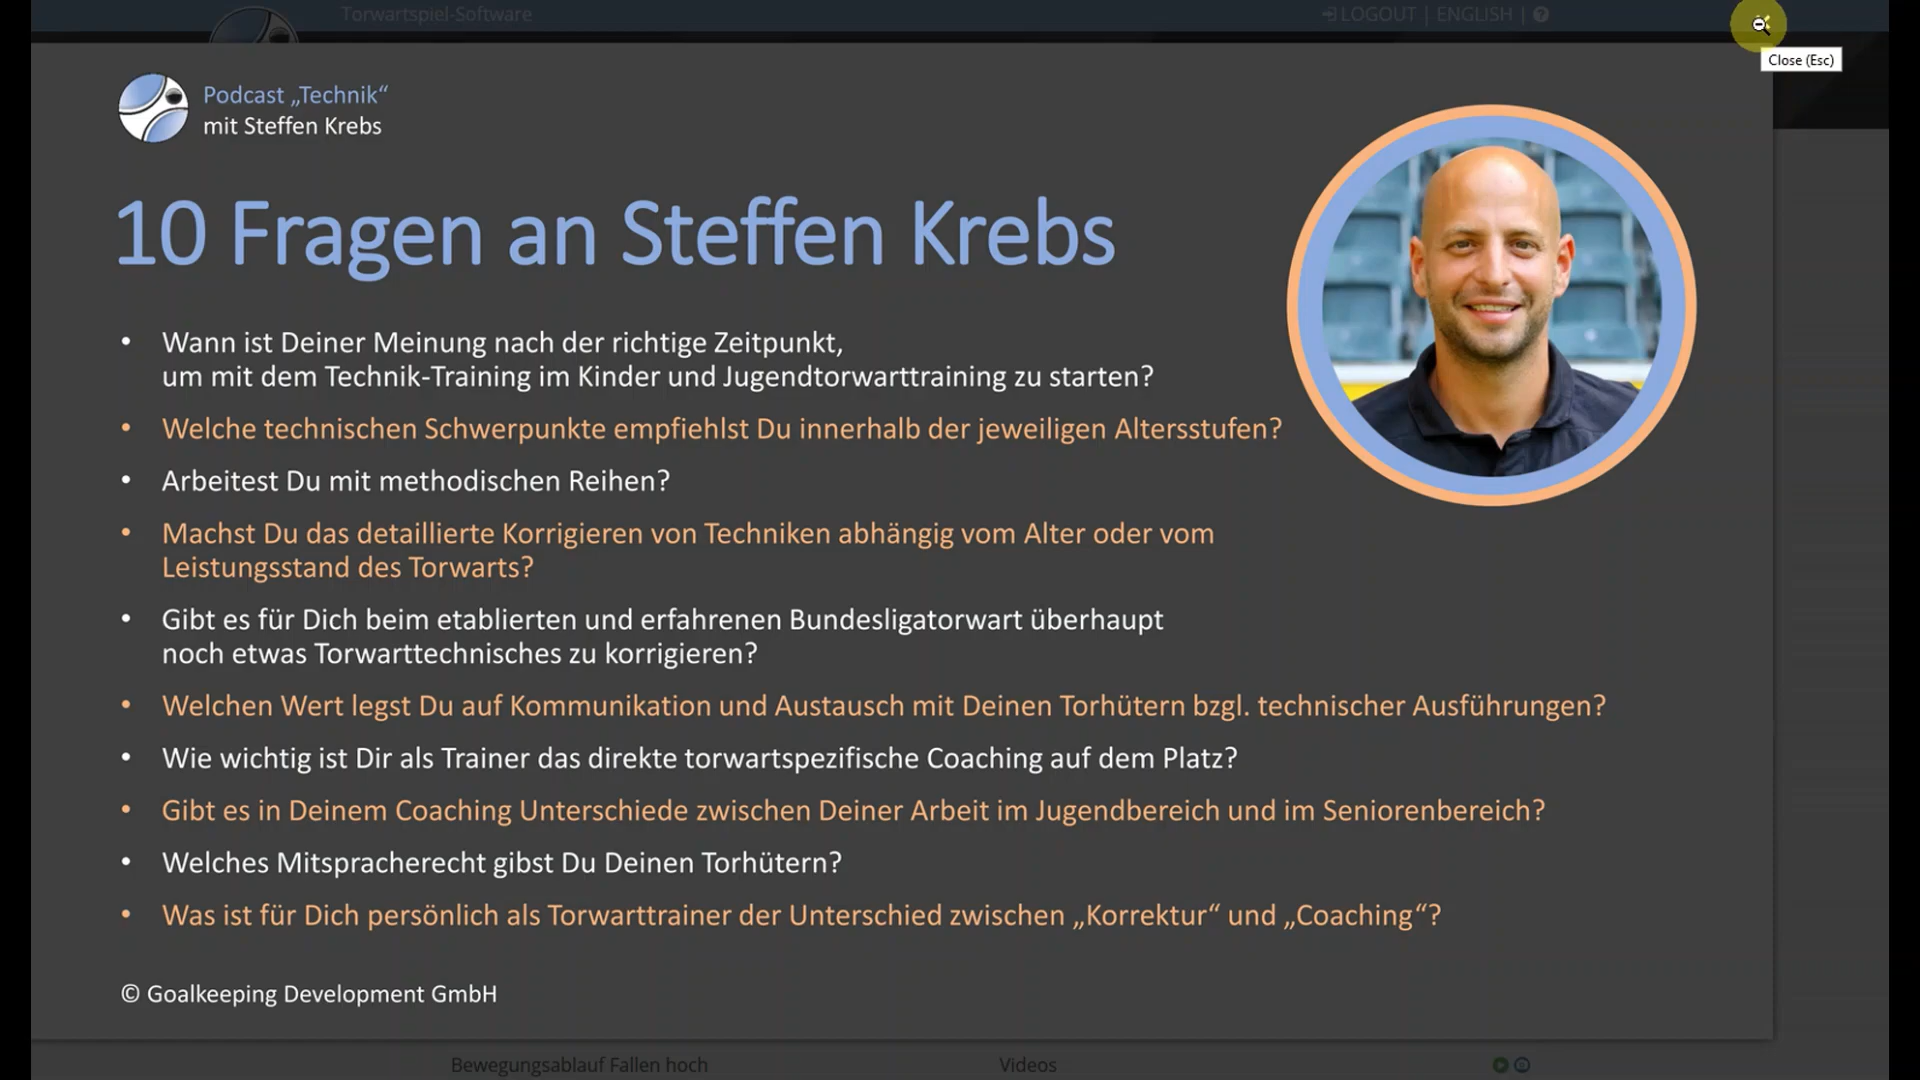 Torwartspiel-Software
LOGOUT | ENGLISH |
Close (Esc)
Podcast „Technik“
mit Steffen Krebs
10 Fragen an Steffen Krebs
• Wann ist Deiner Meinung nach der richtige Zeitpunkt,
um mit dem Technik-Training im Kinder und Jugendtorwarttraining zu starten?
• Welche technischen Schwerpunkte empfiehlst Du innerhalb der jeweiligen Altersstufen?
• Arbeitest Du mit methodischen Reihen?
• Machst Du das detaillierte Korrigieren von Techniken abhängig vom Alter oder vom
Leistungsstand des Torwarts?
• Gibt es für Dich beim etablierten und erfahrenen Bundesligatorwart überhaupt
noch etwas Torwarttechnisches zu korrigieren?
• Welchen Wert legst Du auf Kommunikation und Austausch mit Deinen Torhütern bzgl. technischer Ausführungen?
• Wie wichtig ist Dir als Trainer das direkte torwartspezifische Coaching auf dem Platz?
• Gibt es in Deinem Coaching Unterschiede zwischen Deiner Arbeit im Jugendbereich und im Seniorenbereich?
• Welches Mitspracherecht gibst Du Deinen Torhütern?
• Was ist für Dich persönlich als Torwarttrainer der Unterschied zwischen „Korrektur“ und „Coaching“?
© Goalkeeping Development GmbH
Bewegungsablauf Fallen hoch
Videos